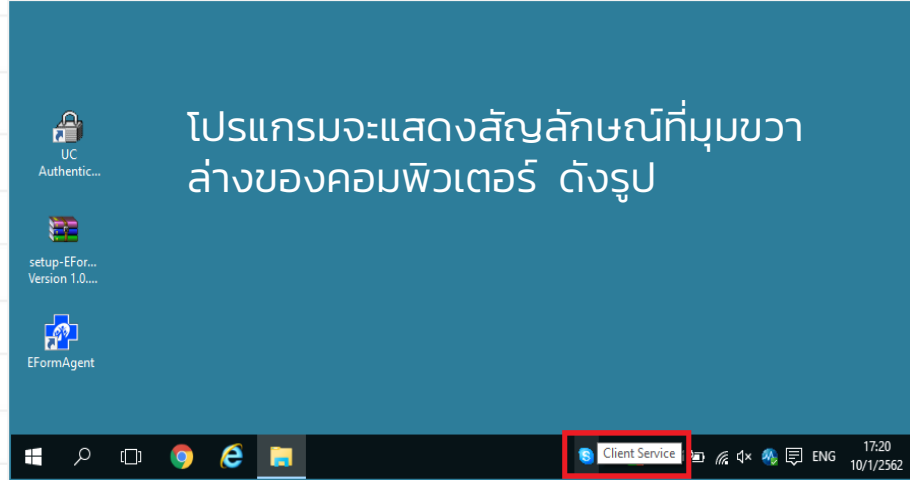 โปรแกรมจะแสดงสัญลักษณ์ที่มุมขวา
ล่างของคอมพิวเตอร์ ดังรูป
UC
Authentic...
setup-EFor...
Version 1.0....
EFormAgent
Client Service
ENG
17:20
10/1/2562